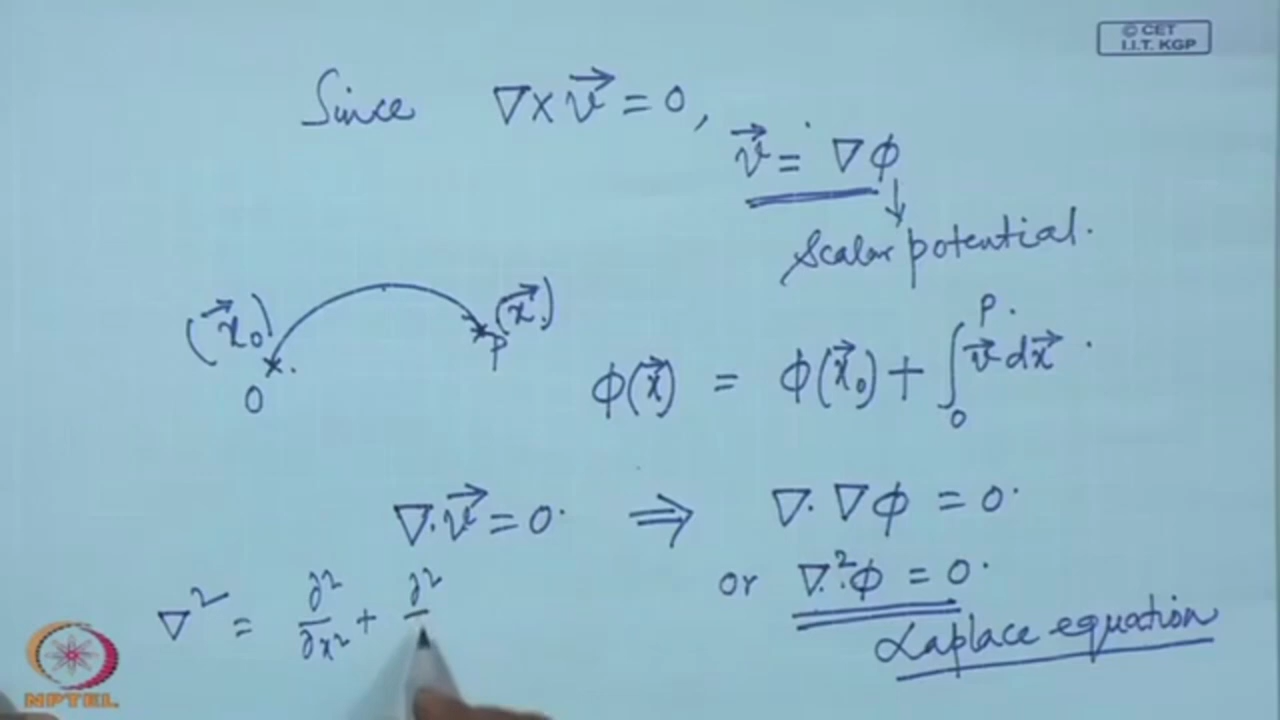 © CET
I.I.T. KGP
Since ∇×v⃗ = 0,
v⃗ = ∇φ
↓
Scalar potential.
(x⃗₀)
(x⃗)
O
P
φ(x⃗) = φ(x⃗₀) + ∫₀ᴾ v⃗ dx⃗ .
∇.v⃗ = 0. ⇒ ∇.∇φ = 0.
or ∇.²φ = 0.
Laplace equation
∇² = ∂²/∂x² + ∂²
NPTEL